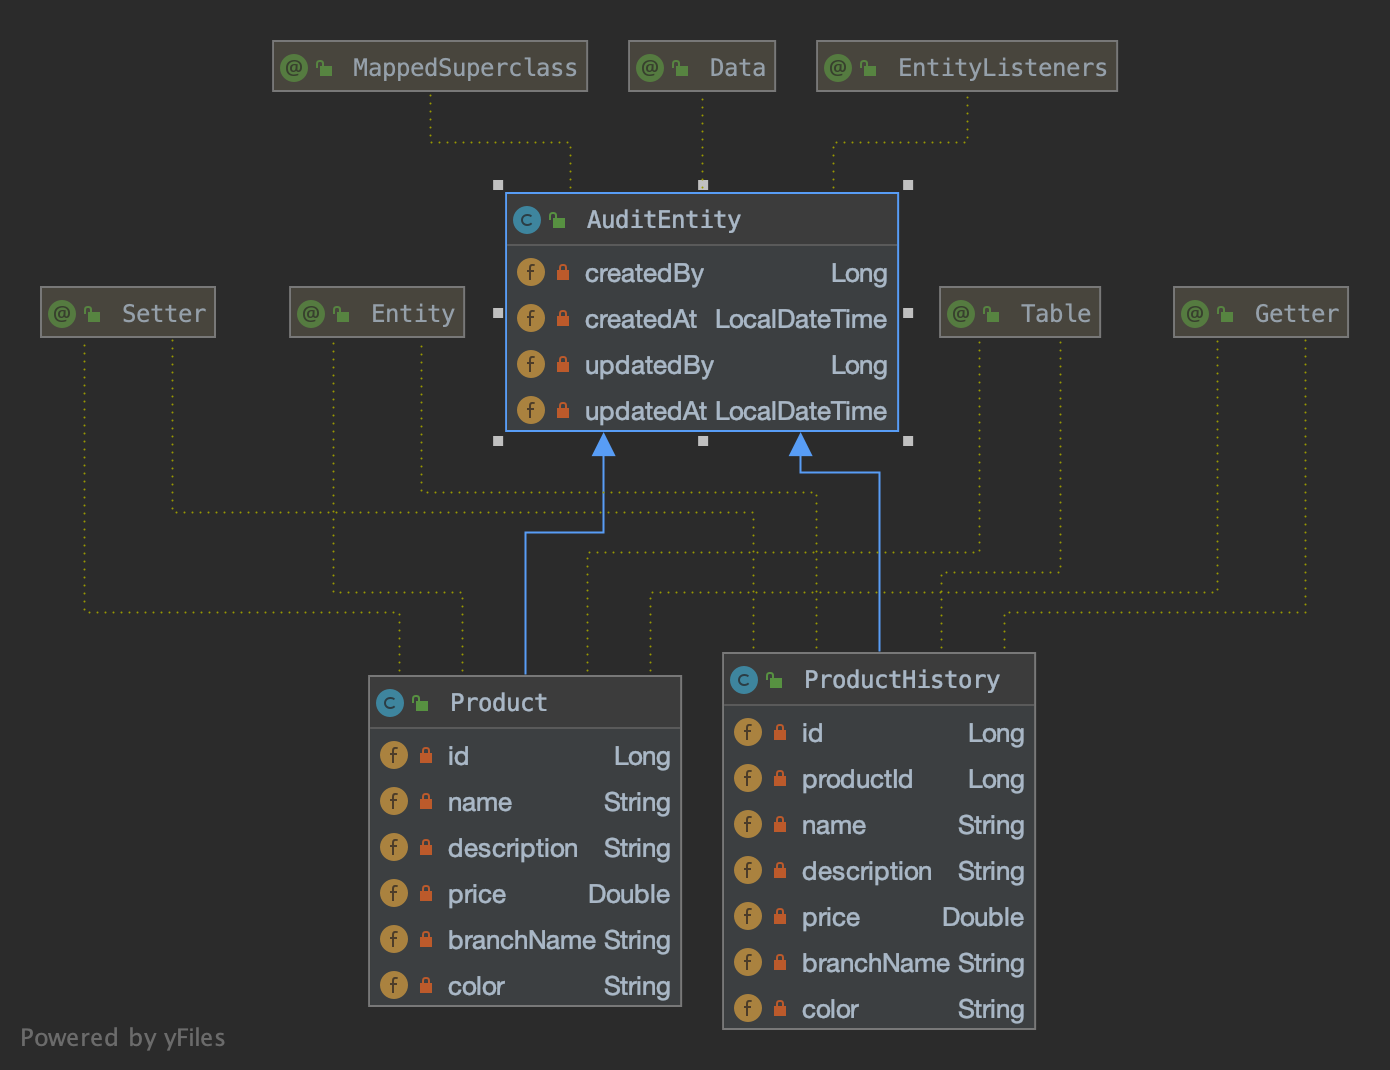 MappedSuperclass
Data
EntityListeners
AuditEntity
createdBy Long
createdAt LocalDateTime
updatedBy Long
updatedAt LocalDateTime
Setter
Entity
Table
Getter
Product
id Long
name String
description String
price Double
branchName String
color String
ProductHistory
id Long
productId Long
name String
description String
price Double
branchName String
color String
Powered by yFiles